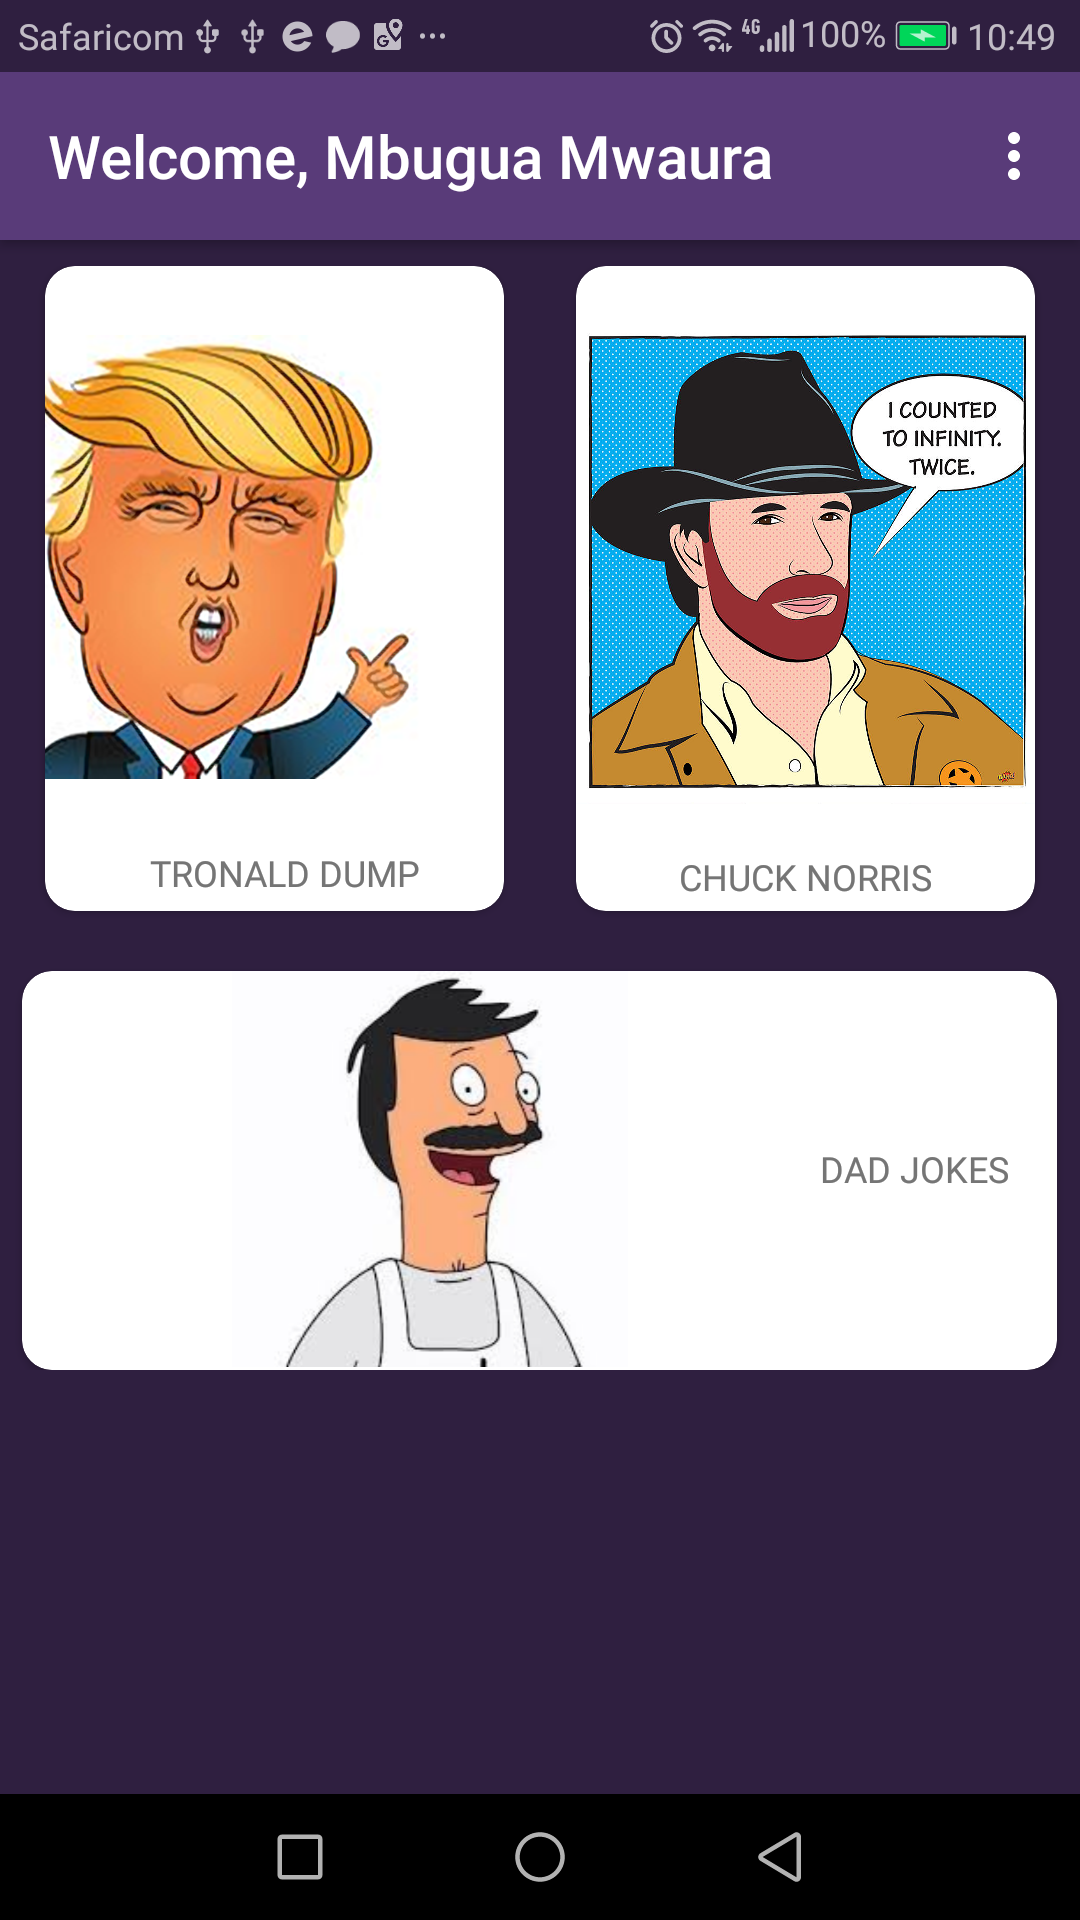 Safaricom 4G 100% 10:49
Welcome, Mbugua Mwaura
I COUNTED
TO INFINITY.
TWICE.
TRONALD DUMP
CHUCK NORRIS
DAD JOKES